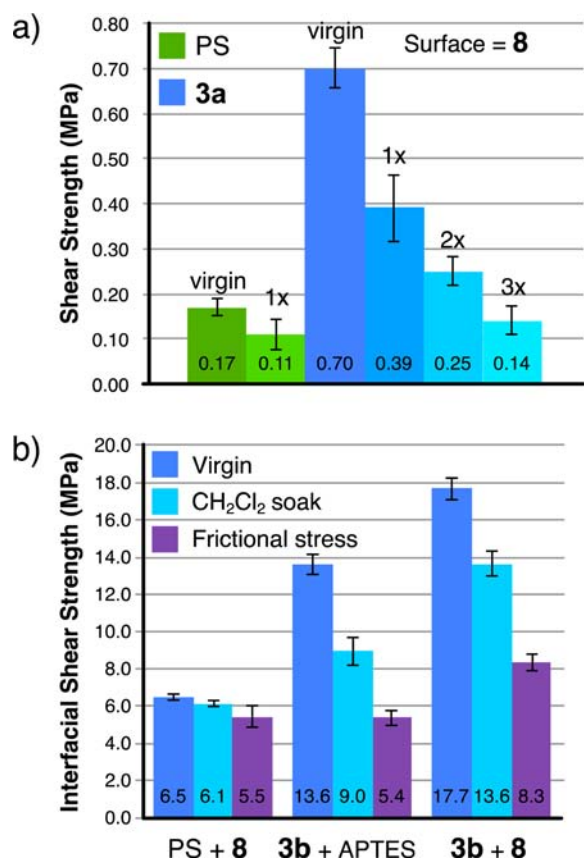 a)
Shear Strength (MPa)
0.80
0.70
0.60
0.50
0.40
0.30
0.20
0.10
0.00
PS
3a
Surface = 8
virgin
1x
virgin
1x
2x
3x
0.17
0.11
0.70
0.39
0.25
0.14
b)
Interfacial Shear Strength (MPa)
20.0
18.0
16.0
14.0
12.0
10.0
8.0
6.0
4.0
2.0
0.0
Virgin
CH₂Cl₂ soak
Frictional stress
6.5
6.1
5.5
13.6
9.0
5.4
17.7
13.6
8.3
PS + 8
3b + APTES
3b + 8